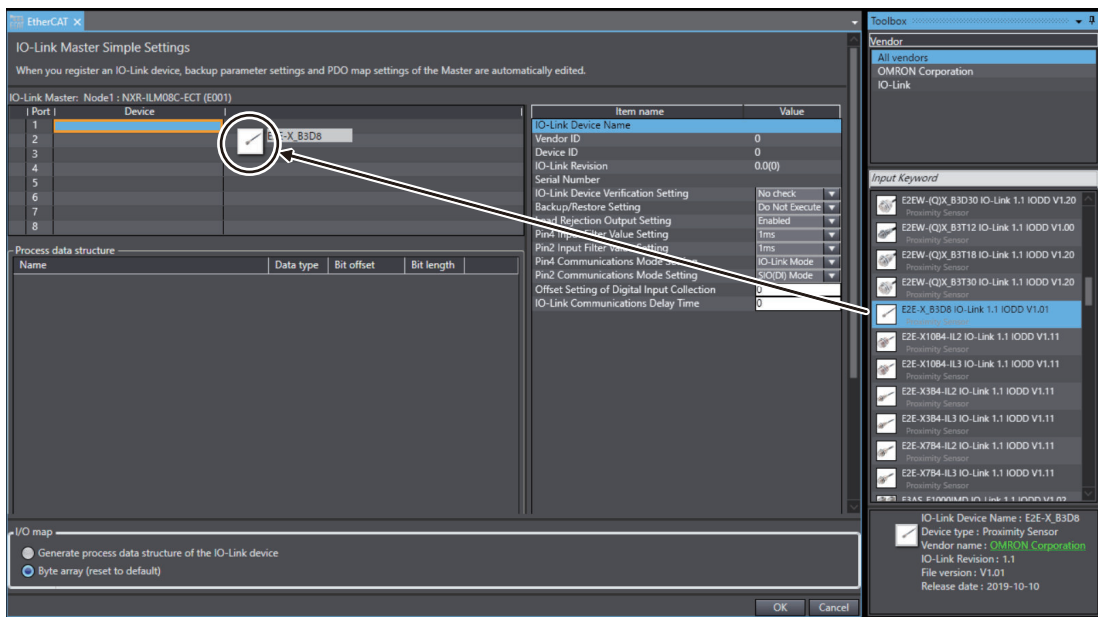 EtherCAT ×
IO-Link Master Simple Settings
When you register an IO-Link device, backup parameter settings and PDO map settings of the Master are automatically edited.
IO-Link Master: Node1 : NXR-ILM08C-ECT (E001)
Port Device
1
2
3
4
5
6
7
8
E2E-X_B3D8
Process data structure
Name Data type Bit offset Bit length
Item name Value
IO-Link Device Name
Vendor ID 0
Device ID 0
IO-Link Revision 0.0(0)
Serial Number
IO-Link Device Verification Setting No check
Backup/Restore Setting Do Not Execute
Load Rejection Output Setting Enabled
Pin4 Input Filter Value Setting 1ms
Pin2 Input Filter Value Setting 1ms
Pin4 Communications Mode Setting IO-Link Mode
Pin2 Communications Mode Setting SIO(DI) Mode
Offset Setting of Digital Input Collection 0
IO-Link Communications Delay Time 0
I/O map
Generate process data structure of the IO-Link device
Byte array (reset to default)
OK Cancel
Toolbox
Vendor
All vendors
OMRON Corporation
IO-Link
Input Keyword
E2EW-(Q)X_B3D30 IO-Link 1.1 IODD V1.20
Proximity Sensor
E2EW-(Q)X_B3T12 IO-Link 1.1 IODD V1.00
Proximity Sensor
E2EW-(Q)X_B3T18 IO-Link 1.1 IODD V1.20
Proximity Sensor
E2EW-(Q)X_B3T30 IO-Link 1.1 IODD V1.20
Proximity Sensor
E2E-X_B3D8 IO-Link 1.1 IODD V1.01
Proximity Sensor
E2E-X10B4-IL2 IO-Link 1.1 IODD V1.11
Proximity Sensor
E2E-X10B4-IL3 IO-Link 1.1 IODD V1.11
Proximity Sensor
E2E-X3B4-IL2 IO-Link 1.1 IODD V1.11
Proximity Sensor
E2E-X3B4-IL3 IO-Link 1.1 IODD V1.11
Proximity Sensor
E2E-X7B4-IL2 IO-Link 1.1 IODD V1.11
Proximity Sensor
E2E-X7B4-IL3 IO-Link 1.1 IODD V1.11
Proximity Sensor
IO-Link Device Name : E2E-X_B3D8
Device type : Proximity Sensor
Vendor name : OMRON Corporation
IO-Link Revision : 1.1
File version : V1.01
Release date : 2019-10-10